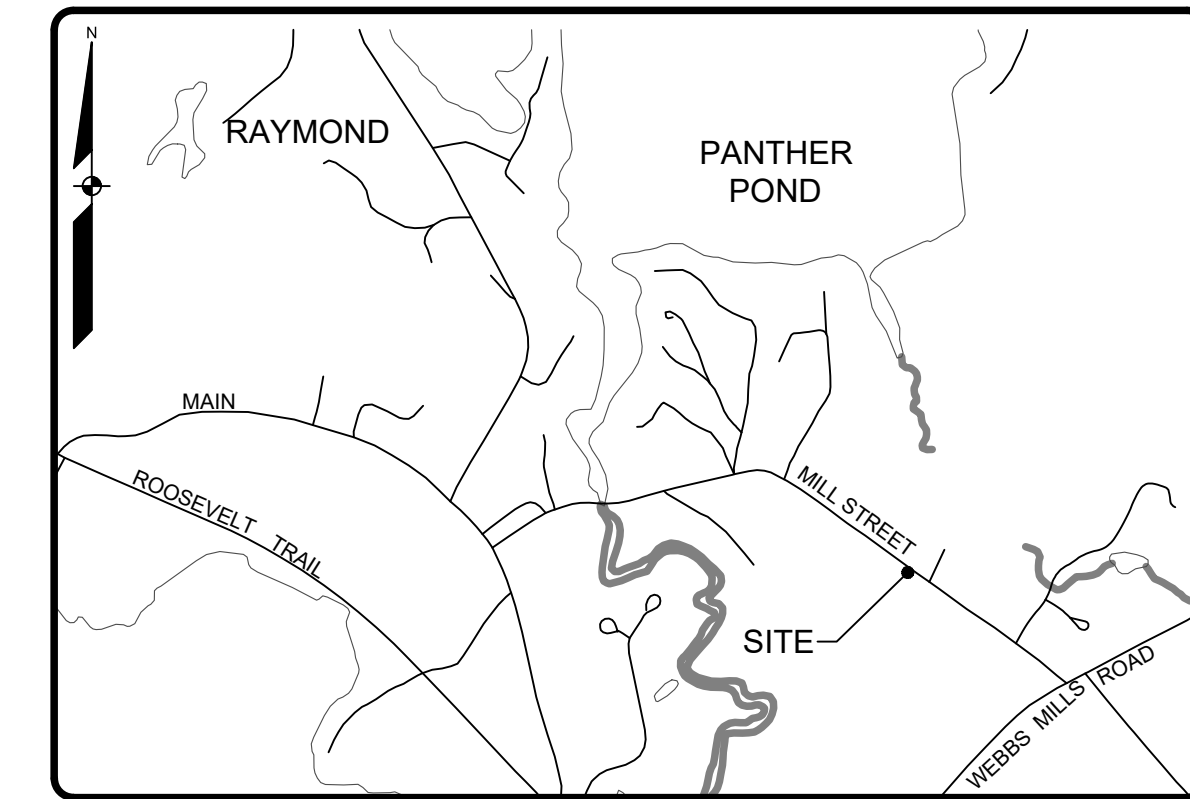 N
RAYMOND
PANTHER
POND
MAIN
ROOSEVELT TRAIL
MILL STREET
SITE
WEBBS MILLS ROAD